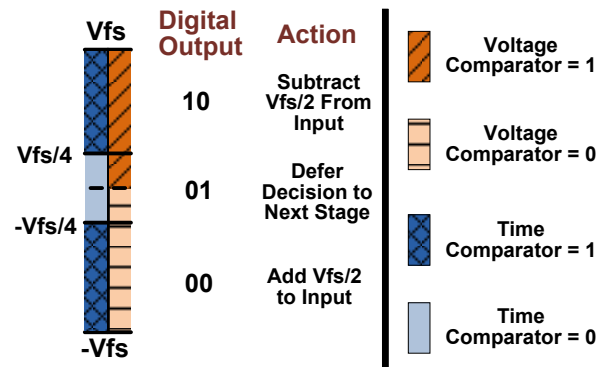 Vfs
Digital
Output
Action
10
Subtract
Vfs/2 From
Input
Vfs/4
01
Defer
Decision to
Next Stage
-Vfs/4
00
Add Vfs/2
to Input
-Vfs
Voltage
Comparator = 1
Voltage
Comparator = 0
Time
Comparator = 1
Time
Comparator = 0